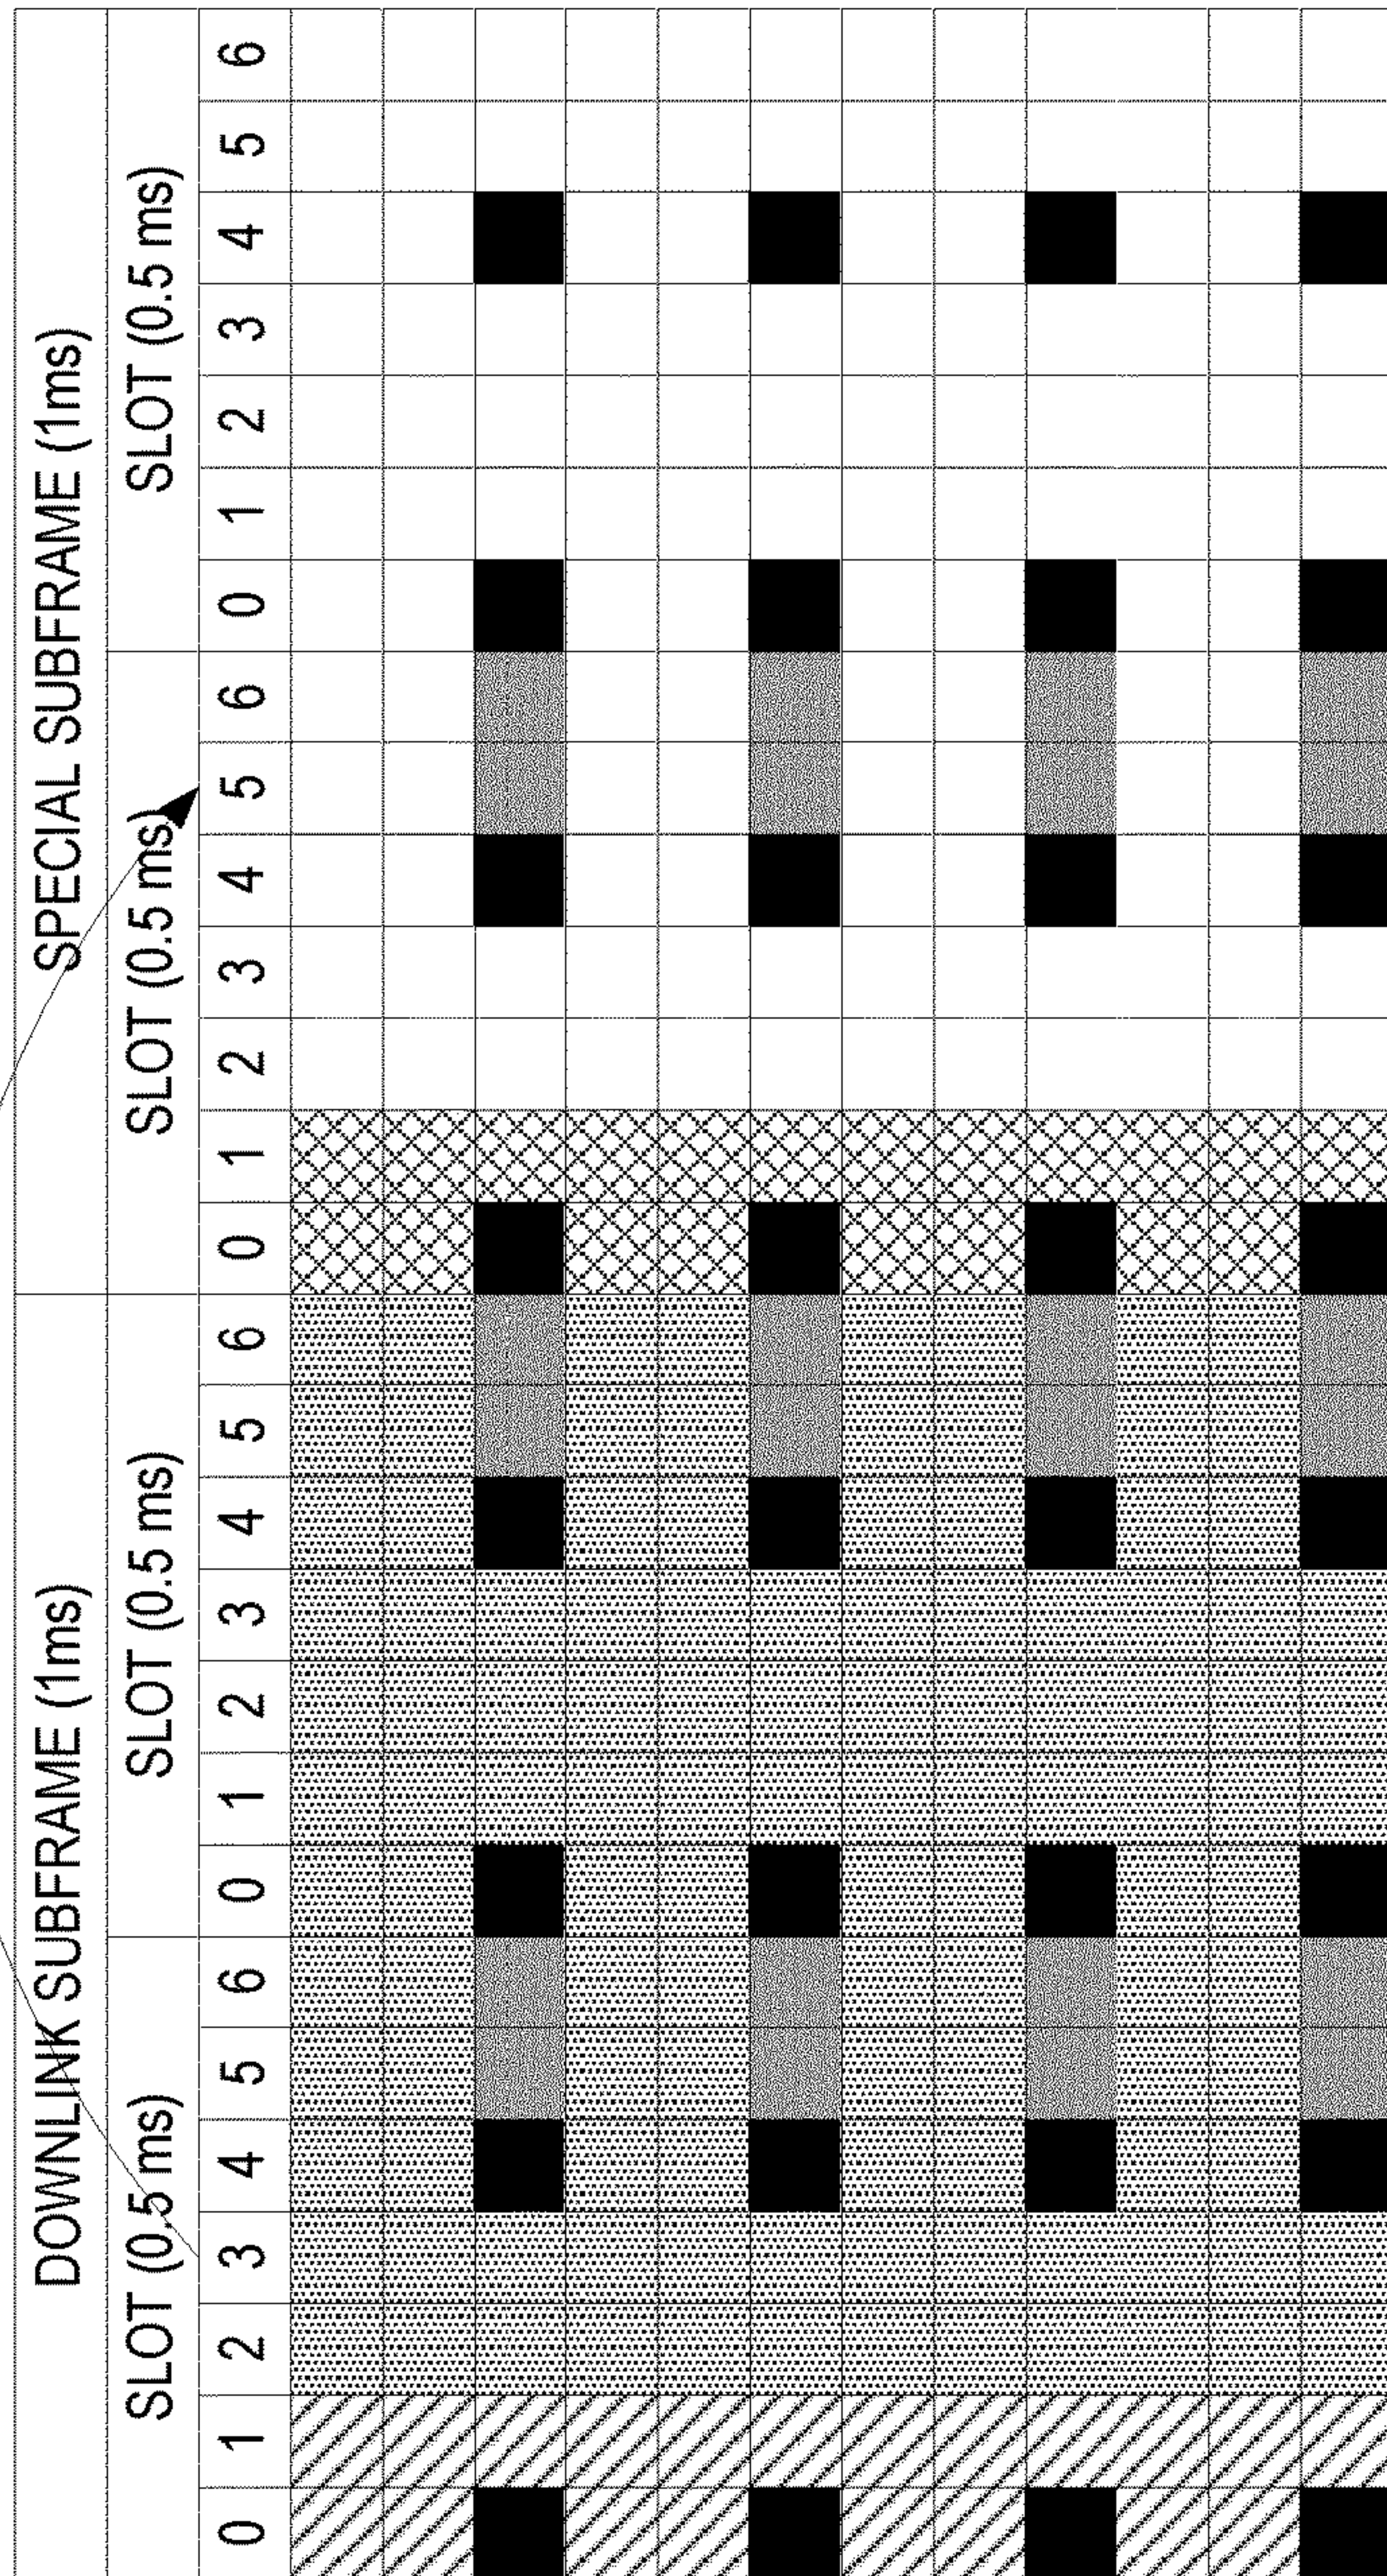 DOWNLINK SUBFRAME (1ms) SPECIAL SUBFRAME (1ms)
SLOT (0.5 ms) SLOT (0.5 ms) SLOT (0.5 ms) SLOT (0.5 ms)
0 1 2 3 4 5 6 0 1 2 3 4 5 6 0 1 2 3 4 5 6 0 1 2 3 4 5 6